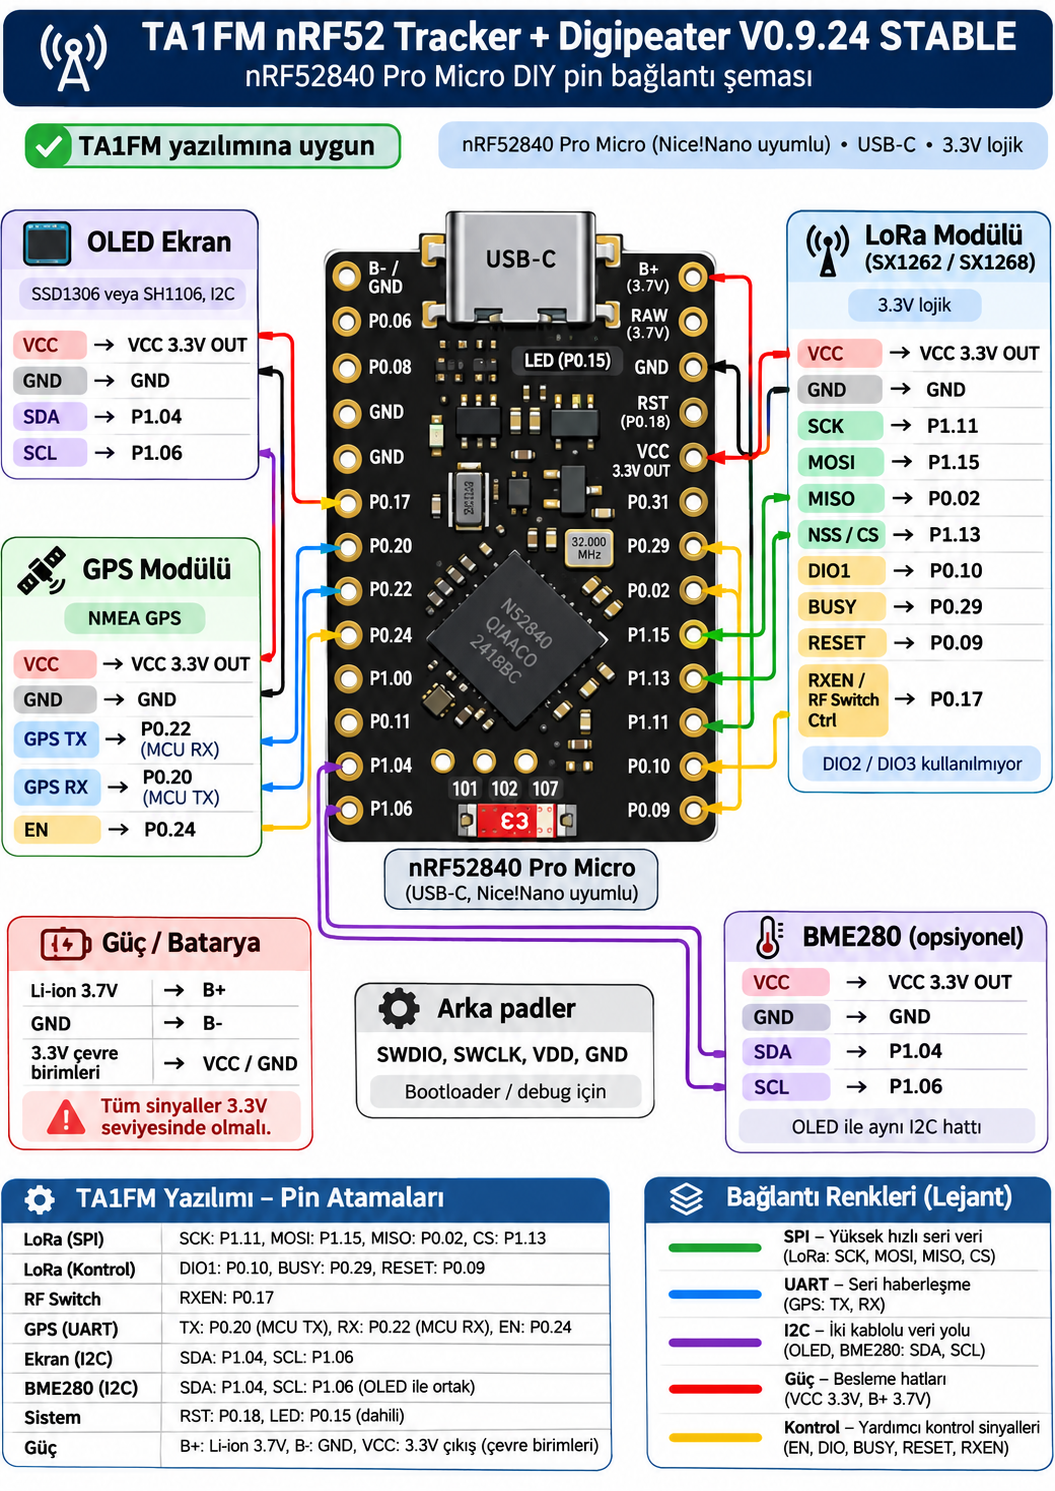 TA1FM nRF52 Tracker + Digipeater V0.9.24 STABLE
nRF52840 Pro Micro DIY pin bağlantı şeması
TA1FM yazılımına uygun
nRF52840 Pro Micro (Nice!Nano uyumlu) • USB-C • 3.3V lojik
OLED Ekran
SSD1306 veya SH1106, I2C
VCC → VCC 3.3V OUT
GND → GND
SDA → P1.04
SCL → P1.06
GPS Modülü
NMEA GPS
VCC → VCC 3.3V OUT
GND → GND
GPS TX → P0.22
(MCU RX)
GPS RX → P0.20
(MCU TX)
EN → P0.24
USB-C
B- /
GND
P0.06
P0.08
GND
GND
P0.17
P0.20
P0.22
P0.24
P1.00
P0.11
P1.04
P1.06
LED (P0.15)
32.000
MHz
N52840
QIAACO
2418BC
101 102 107
B+
(3.7V)
RAW
(3.7V)
GND
RST
(P0.18)
VCC
3.3V OUT
P0.31
P0.29
P0.02
P1.15
P1.13
P1.11
P0.10
P0.09
nRF52840 Pro Micro
(USB-C, Nice!Nano uyumlu)
LoRa Modülü
(SX1262 / SX1268)
3.3V lojik
VCC → VCC 3.3V OUT
GND → GND
SCK → P1.11
MOSI → P1.15
MISO → P0.02
NSS / CS → P1.13
DIO1 → P0.10
BUSY → P0.29
RESET → P0.09
RXEN /
RF Switch → P0.17
Ctrl
DIO2 / DIO3 kullanılmıyor
Güç / Batarya
Li-ion 3.7V → B+
GND → B-
3.3V çevre
birimleri → VCC / GND
Tüm sinyaller 3.3V
seviyesinde olmalı.
Arka padler
SWDIO, SWCLK, VDD, GND
Bootloader / debug için
BME280 (opsiyonel)
VCC → VCC 3.3V OUT
GND → GND
SDA → P1.04
SCL → P1.06
OLED ile aynı I2C hattı
TA1FM Yazılımı – Pin Atamaları
LoRa (SPI) SCK: P1.11, MOSI: P1.15, MISO: P0.02, CS: P1.13
LoRa (Kontrol) DIO1: P0.10, BUSY: P0.29, RESET: P0.09
RF Switch RXEN: P0.17
GPS (UART) TX: P0.20 (MCU TX), RX: P0.22 (MCU RX), EN: P0.24
Ekran (I2C) SDA: P1.04, SCL: P1.06
BME280 (I2C) SDA: P1.04, SCL: P1.06 (OLED ile ortak)
Sistem RST: P0.18, LED: P0.15 (dahili)
Güç B+: Li-ion 3.7V, B-: GND, VCC: 3.3V çıkış (çevre birimleri)
Bağlantı Renkleri (Lejant)
SPI – Yüksek hızlı seri veri
(LoRa: SCK, MOSI, MISO, CS)
UART – Seri haberleşme
(GPS: TX, RX)
I2C – İki kablolu veri yolu
(OLED, BME280: SDA, SCL)
Güç – Besleme hatları
(VCC 3.3V, B+ 3.7V)
Kontrol – Yardımcı kontrol sinyalleri
(EN, DIO, BUSY, RESET, RXEN)